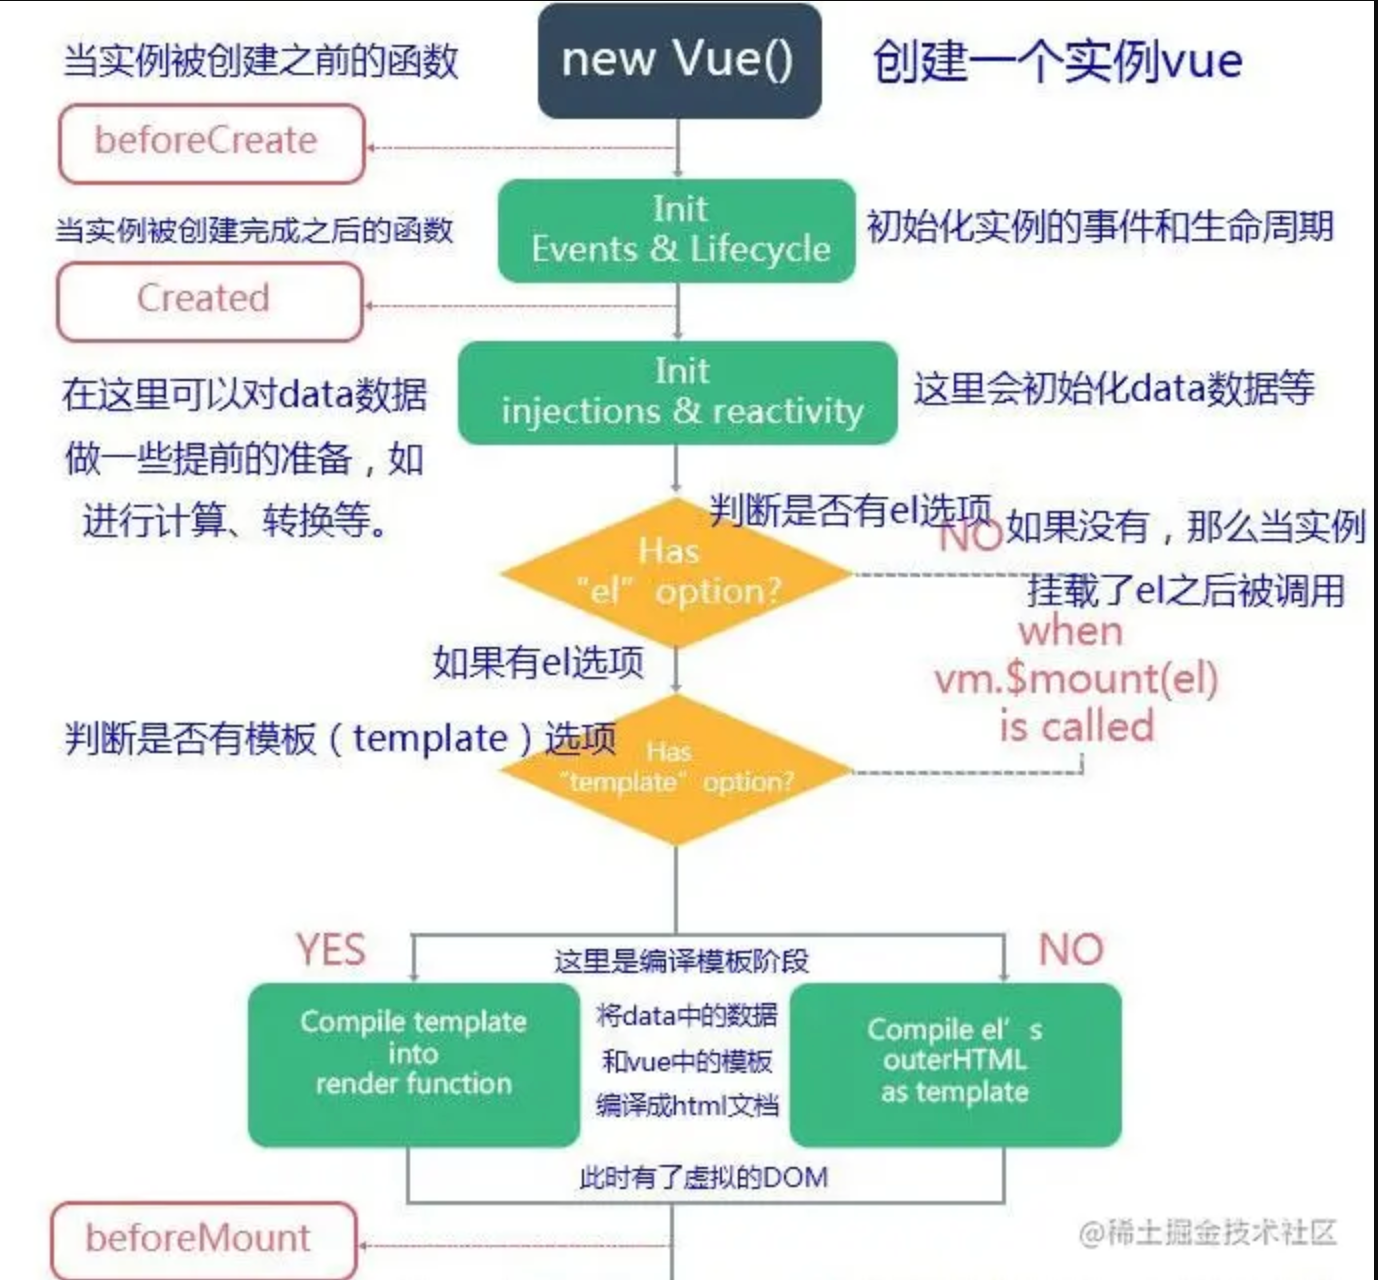 当实例被创建之前的函数
new Vue()
创建一个实例vue
beforeCreate
Init
Events & Lifecycle
初始化实例的事件和生命周期
当实例被创建完成之后的函数
Created
Init
injections & reactivity
这里会初始化data数据等
在这里可以对data数据
做一些提前的准备，如
进行计算、转换等。
判断是否有el选项
Has
“el” option?
NO
如果没有，那么当实例
挂载了el之后被调用
when
vm.$mount(el)
is called
如果有el选项
判断是否有模板（template）选项
Has
“template” option?
YES
这里是编译模板阶段
NO
Compile template
into
render function
将data中的数据
和vue中的模板
编译成html文档
Compile el’s
outerHTML
as template
此时有了虚拟的DOM
beforeMount
@稀土掘金技术社区